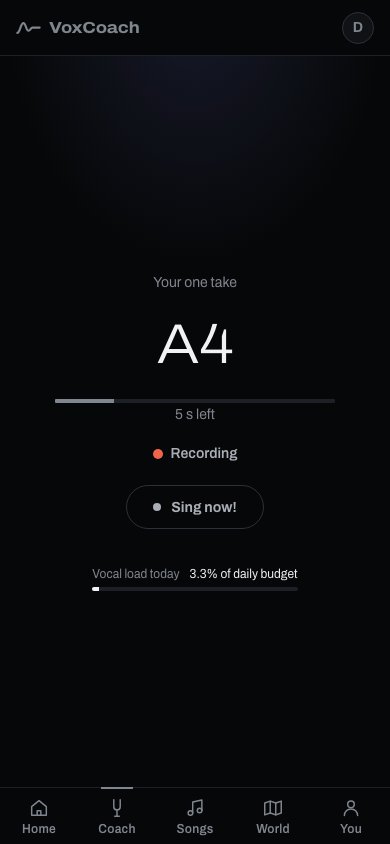 VoxCoach
D
Your one take
A4
5 s left
Recording
Sing now!
Vocal load today 3.3% of daily budget
Home Coach Songs World You